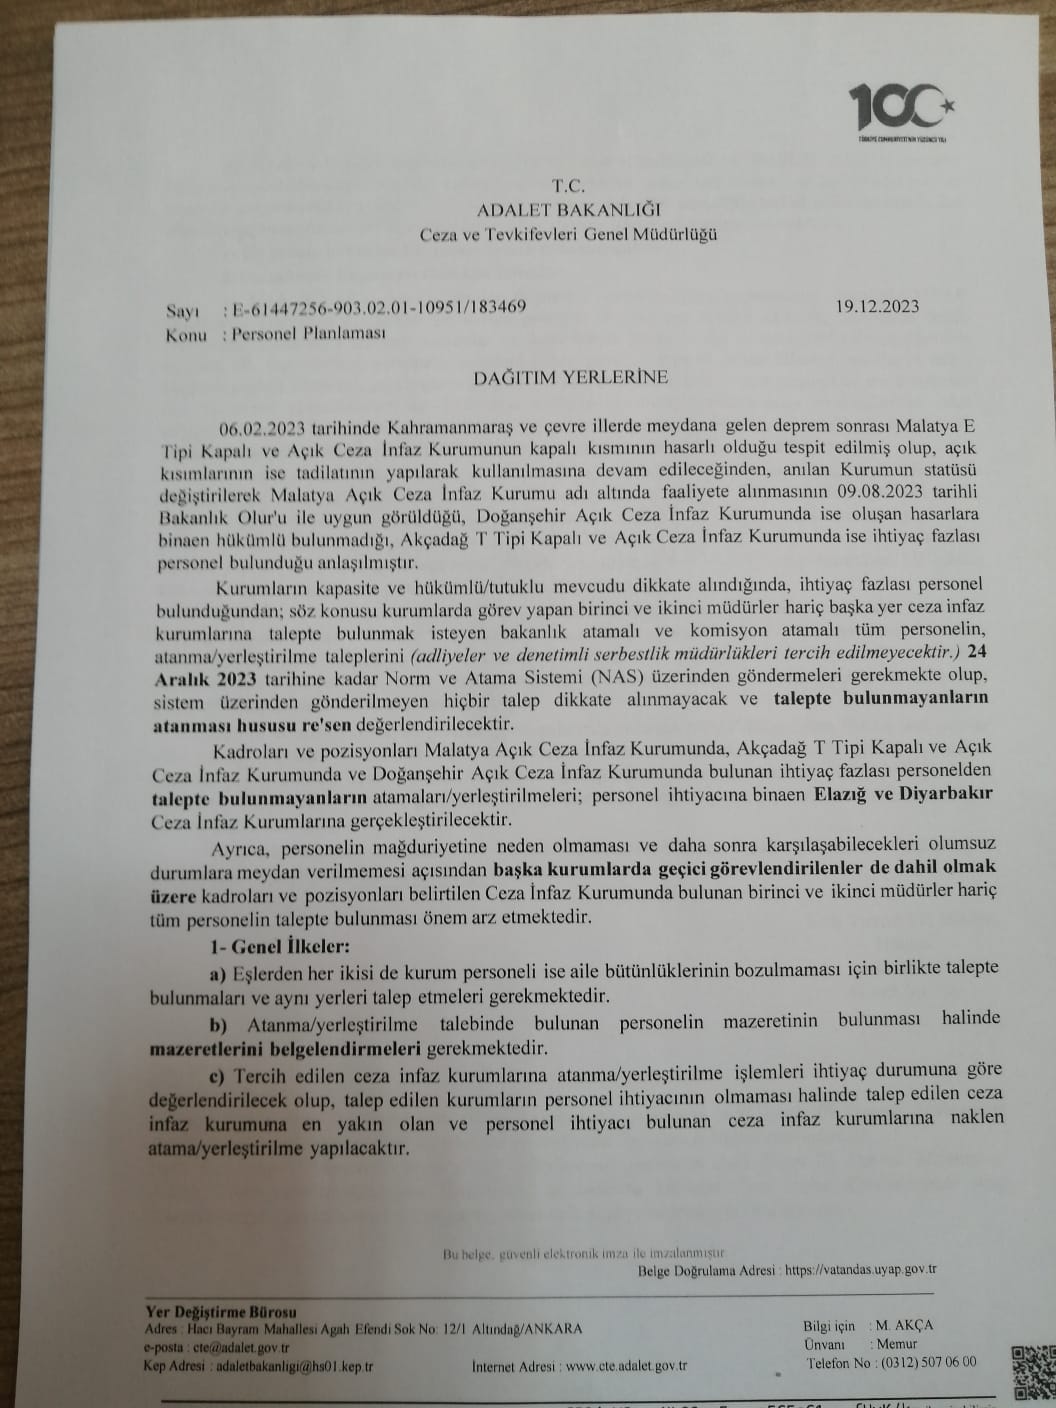 100
TÜRKİYE CUMHURİYETİ'NİN YÜZÜNCÜ YILI
T.C.
ADALET BAKANLIĞI
Ceza ve Tevkifevleri Genel Müdürlüğü
Sayı : E-61447256-903.02.01-10951/183469 19.12.2023
Konu : Personel Planlaması
DAĞITIM YERLERİNE
06.02.2023 tarihinde Kahramanmaraş ve çevre illerde meydana gelen deprem sonrası Malatya E
Tipi Kapalı ve Açık Ceza İnfaz Kurumunun kapalı kısmının hasarlı olduğu tespit edilmiş olup, açık
kısımlarının ise tadilatının yapılarak kullanılmasına devam edileceğinden, anılan Kurumun statüsü
değiştirilerek Malatya Açık Ceza İnfaz Kurumu adı altında faaliyete alınmasının 09.08.2023 tarihli
Bakanlık Olur'u ile uygun görüldüğü, Doğanşehir Açık Ceza İnfaz Kurumunda ise oluşan hasarlara
binaen hükümlü bulunmadığı, Akçadağ T Tipi Kapalı ve Açık Ceza İnfaz Kurumunda ise ihtiyaç fazlası
personel bulunduğu anlaşılmıştır.
Kurumların kapasite ve hükümlü/tutuklu mevcudu dikkate alındığında, ihtiyaç fazlası personel
bulunduğundan; söz konusu kurumlarda görev yapan birinci ve ikinci müdürler hariç başka yer ceza infaz
kurumlarına talepte bulunmak isteyen bakanlık atamalı ve komisyon atamalı tüm personelin,
atanma/yerleştirilme taleplerini (adliyeler ve denetimli serbestlik müdürlükleri tercih edilmeyecektir.) 24
Aralık 2023 tarihine kadar Norm ve Atama Sistemi (NAS) üzerinden göndermeleri gerekmekte olup,
sistem üzerinden gönderilmeyen hiçbir talep dikkate alınmayacak ve talepte bulunmayanların
atanması hususu re'sen değerlendirilecektir.
Kadroları ve pozisyonları Malatya Açık Ceza İnfaz Kurumunda, Akçadağ T Tipi Kapalı ve Açık
Ceza İnfaz Kurumunda ve Doğanşehir Açık Ceza İnfaz Kurumunda bulunan ihtiyaç fazlası personelden
talepte bulunmayanların atamaları/yerleştirilmeleri; personel ihtiyacına binaen Elazığ ve Diyarbakır
Ceza İnfaz Kurumlarına gerçekleştirilecektir.
Ayrıca, personelin mağduriyetine neden olmaması ve daha sonra karşılaşabilecekleri olumsuz
durumlara meydan verilmemesi açısından başka kurumlarda geçici görevlendirilenler de dahil olmak
üzere kadroları ve pozisyonları belirtilen Ceza İnfaz Kurumunda bulunan birinci ve ikinci müdürler hariç
tüm personelin talepte bulunması önem arz etmektedir.
1- Genel İlkeler:
a) Eşlerden her ikisi de kurum personeli ise aile bütünlüklerinin bozulmaması için birlikte talepte
bulunmaları ve aynı yerleri talep etmeleri gerekmektedir.
b) Atanma/yerleştirilme talebinde bulunan personelin mazeretinin bulunması halinde
mazeretlerini belgelendirmeleri gerekmektedir.
c) Tercih edilen ceza infaz kurumlarına atanma/yerleştirilme işlemleri ihtiyaç durumuna göre
değerlendirilecek olup, talep edilen kurumların personel ihtiyacının olmaması halinde talep edilen ceza
infaz kurumuna en yakın olan ve personel ihtiyacı bulunan ceza infaz kurumlarına naklen
atama/yerleştirilme yapılacaktır.
Bu belge, güvenli elektronik imza ile imzalanmıştır
Belge Doğrulama Adresi : https://vatandas.uyap.gov.tr
Yer Değiştirme Bürosu
Adres : Hacı Bayram Mahallesi Agah Efendi Sok No: 12/1 Altındağ/ANKARA
e-posta : cte@adalet.gov.tr
Kep Adresi : adaletbakanligi@hs01.kep.tr İnternet Adresi : www.cte.adalet.gov.tr
Bilgi için : M. AKÇA
Ünvanı : Memur
Telefon No : (0312) 507 06 00